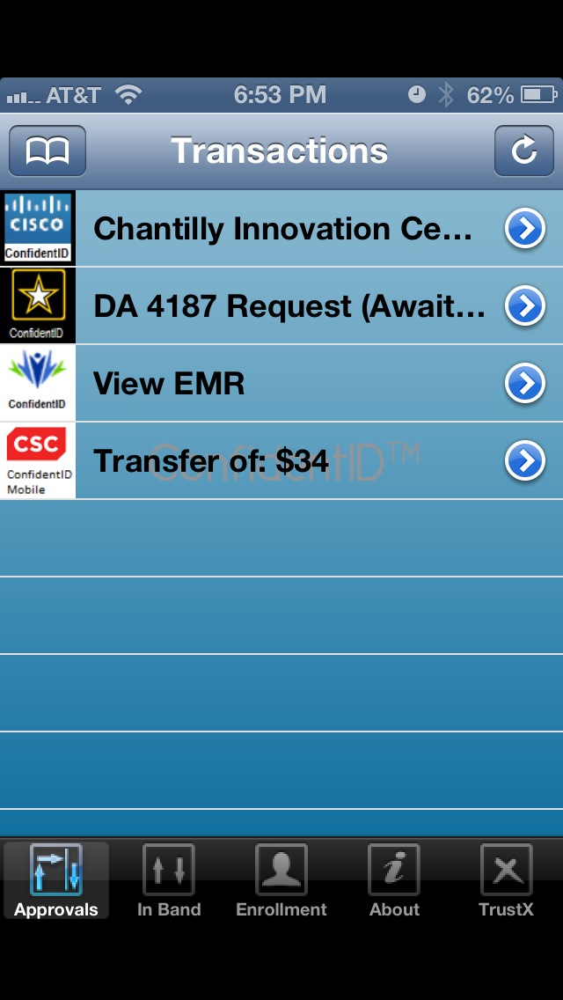 AT&T 6:53 PM 62%
Transactions
CISCO
ConfidentID
Chantilly Innovation Ce...
ConfidentID
DA 4187 Request (Await...
ConfidentID
View EMR
CSC
ConfidentID
Mobile
Transfer of: $34
ConfidentID™
Approvals In Band Enrollment About TrustX